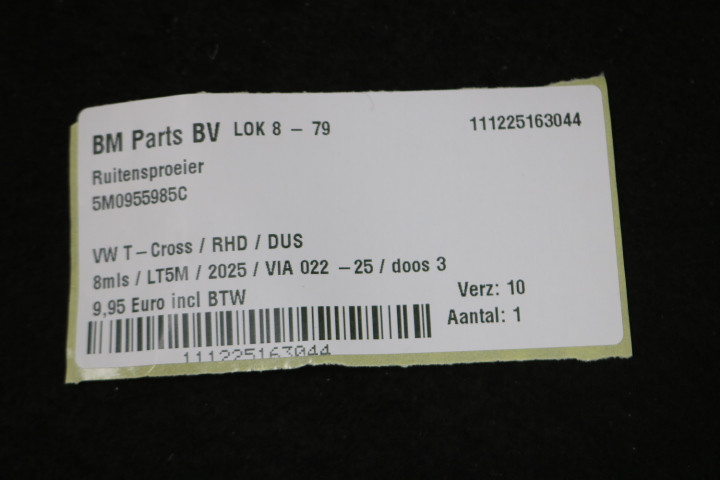 BM Parts BV LOK 8 - 79 111225163044
Ruitensproeier
5M0955985C
VW T-Cross / RHD / DUS
8mls / LT5M / 2025 / VIA 022 -25 / doos 3
9,95 Euro incl BTW Verz: 10
Aantal: 1
111225163044